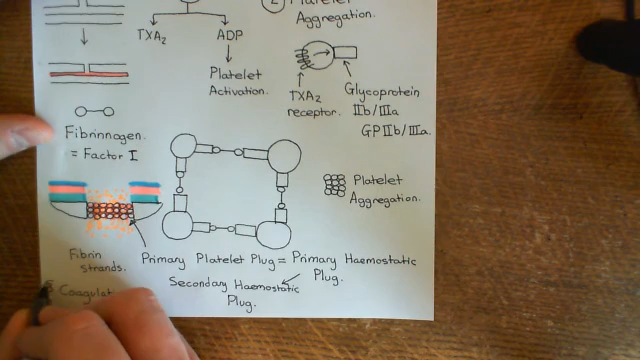 2 Platelet
Aggregation.
TXA2
ADP
Platelet
Activation.
TXA2
receptor.
Glycoprotein
IIb/IIIa
GPIIb/IIIa.
Fibrinnogen.
= Factor I
Platelet
Aggregation.
Fibrin
strands.
Primary Platelet Plug = Primary Haemostatic
Plug.
Secondary Haemostatic
Plug.